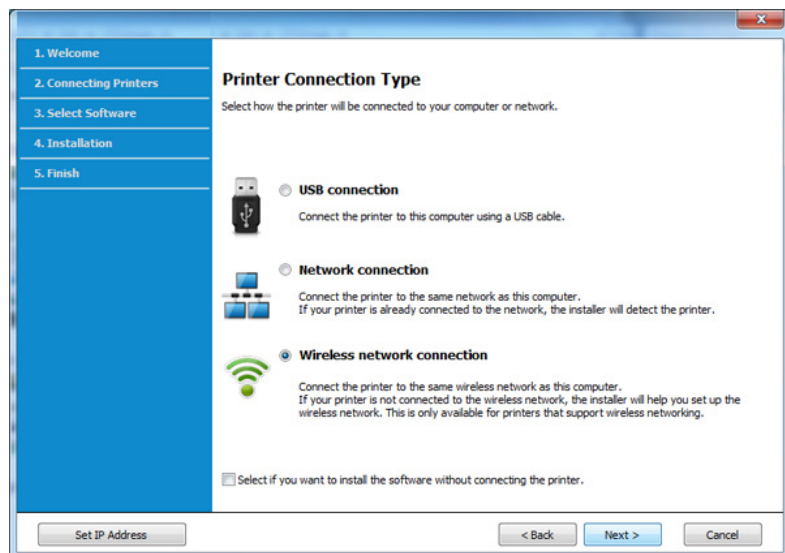 1. Welcome
2. Connecting Printers
3. Select Software
4. Installation
5. Finish
Printer Connection Type
Select how the printer will be connected to your computer or network.
USB connection
Connect the printer to this computer using a USB cable.
Network connection
Connect the printer to the same network as this computer.
If your printer is already connected to the network, the installer will detect the printer.
Wireless network connection
Connect the printer to the same wireless network as this computer.
If your printer is not connected to the wireless network, the installer will help you set up the
wireless network. This is only available for printers that support wireless networking.
Select if you want to install the software without connecting the printer.
Set IP Address
< Back
Next >
Cancel